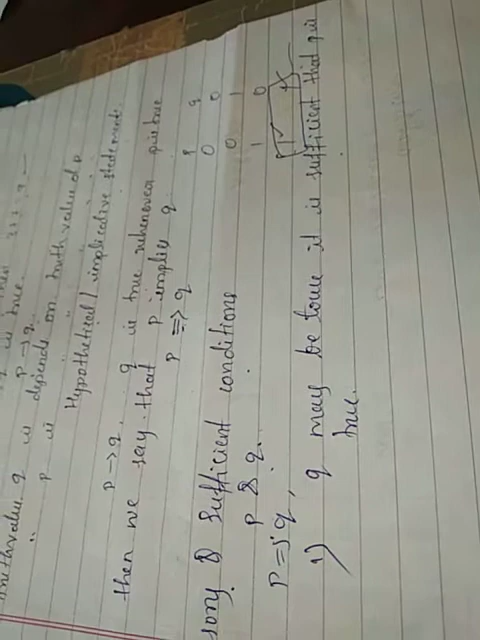 q is true.
p → q.
truthvalue q is depends on truth value of p
" p is " " "
Hypothetical / implicative statement.
p → q. q is true whenever p is true
then we say that p implies q.
p ⇒ q
p q
0 0
0 1
1 0
sory & Sufficient conditions
p & q.
P ⇒ q,
1) q may be true it is sufficient that p is
true.